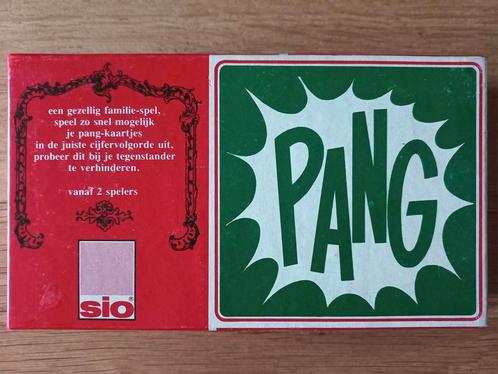 een gezellig familie-spel,
speel zo snel mogelijk
je pang-kaartjes
in de juiste cijfervolgorde uit,
probeer dit bij je tegenstander
te verhinderen.
vanaf 2 spelers
sio®
PANG